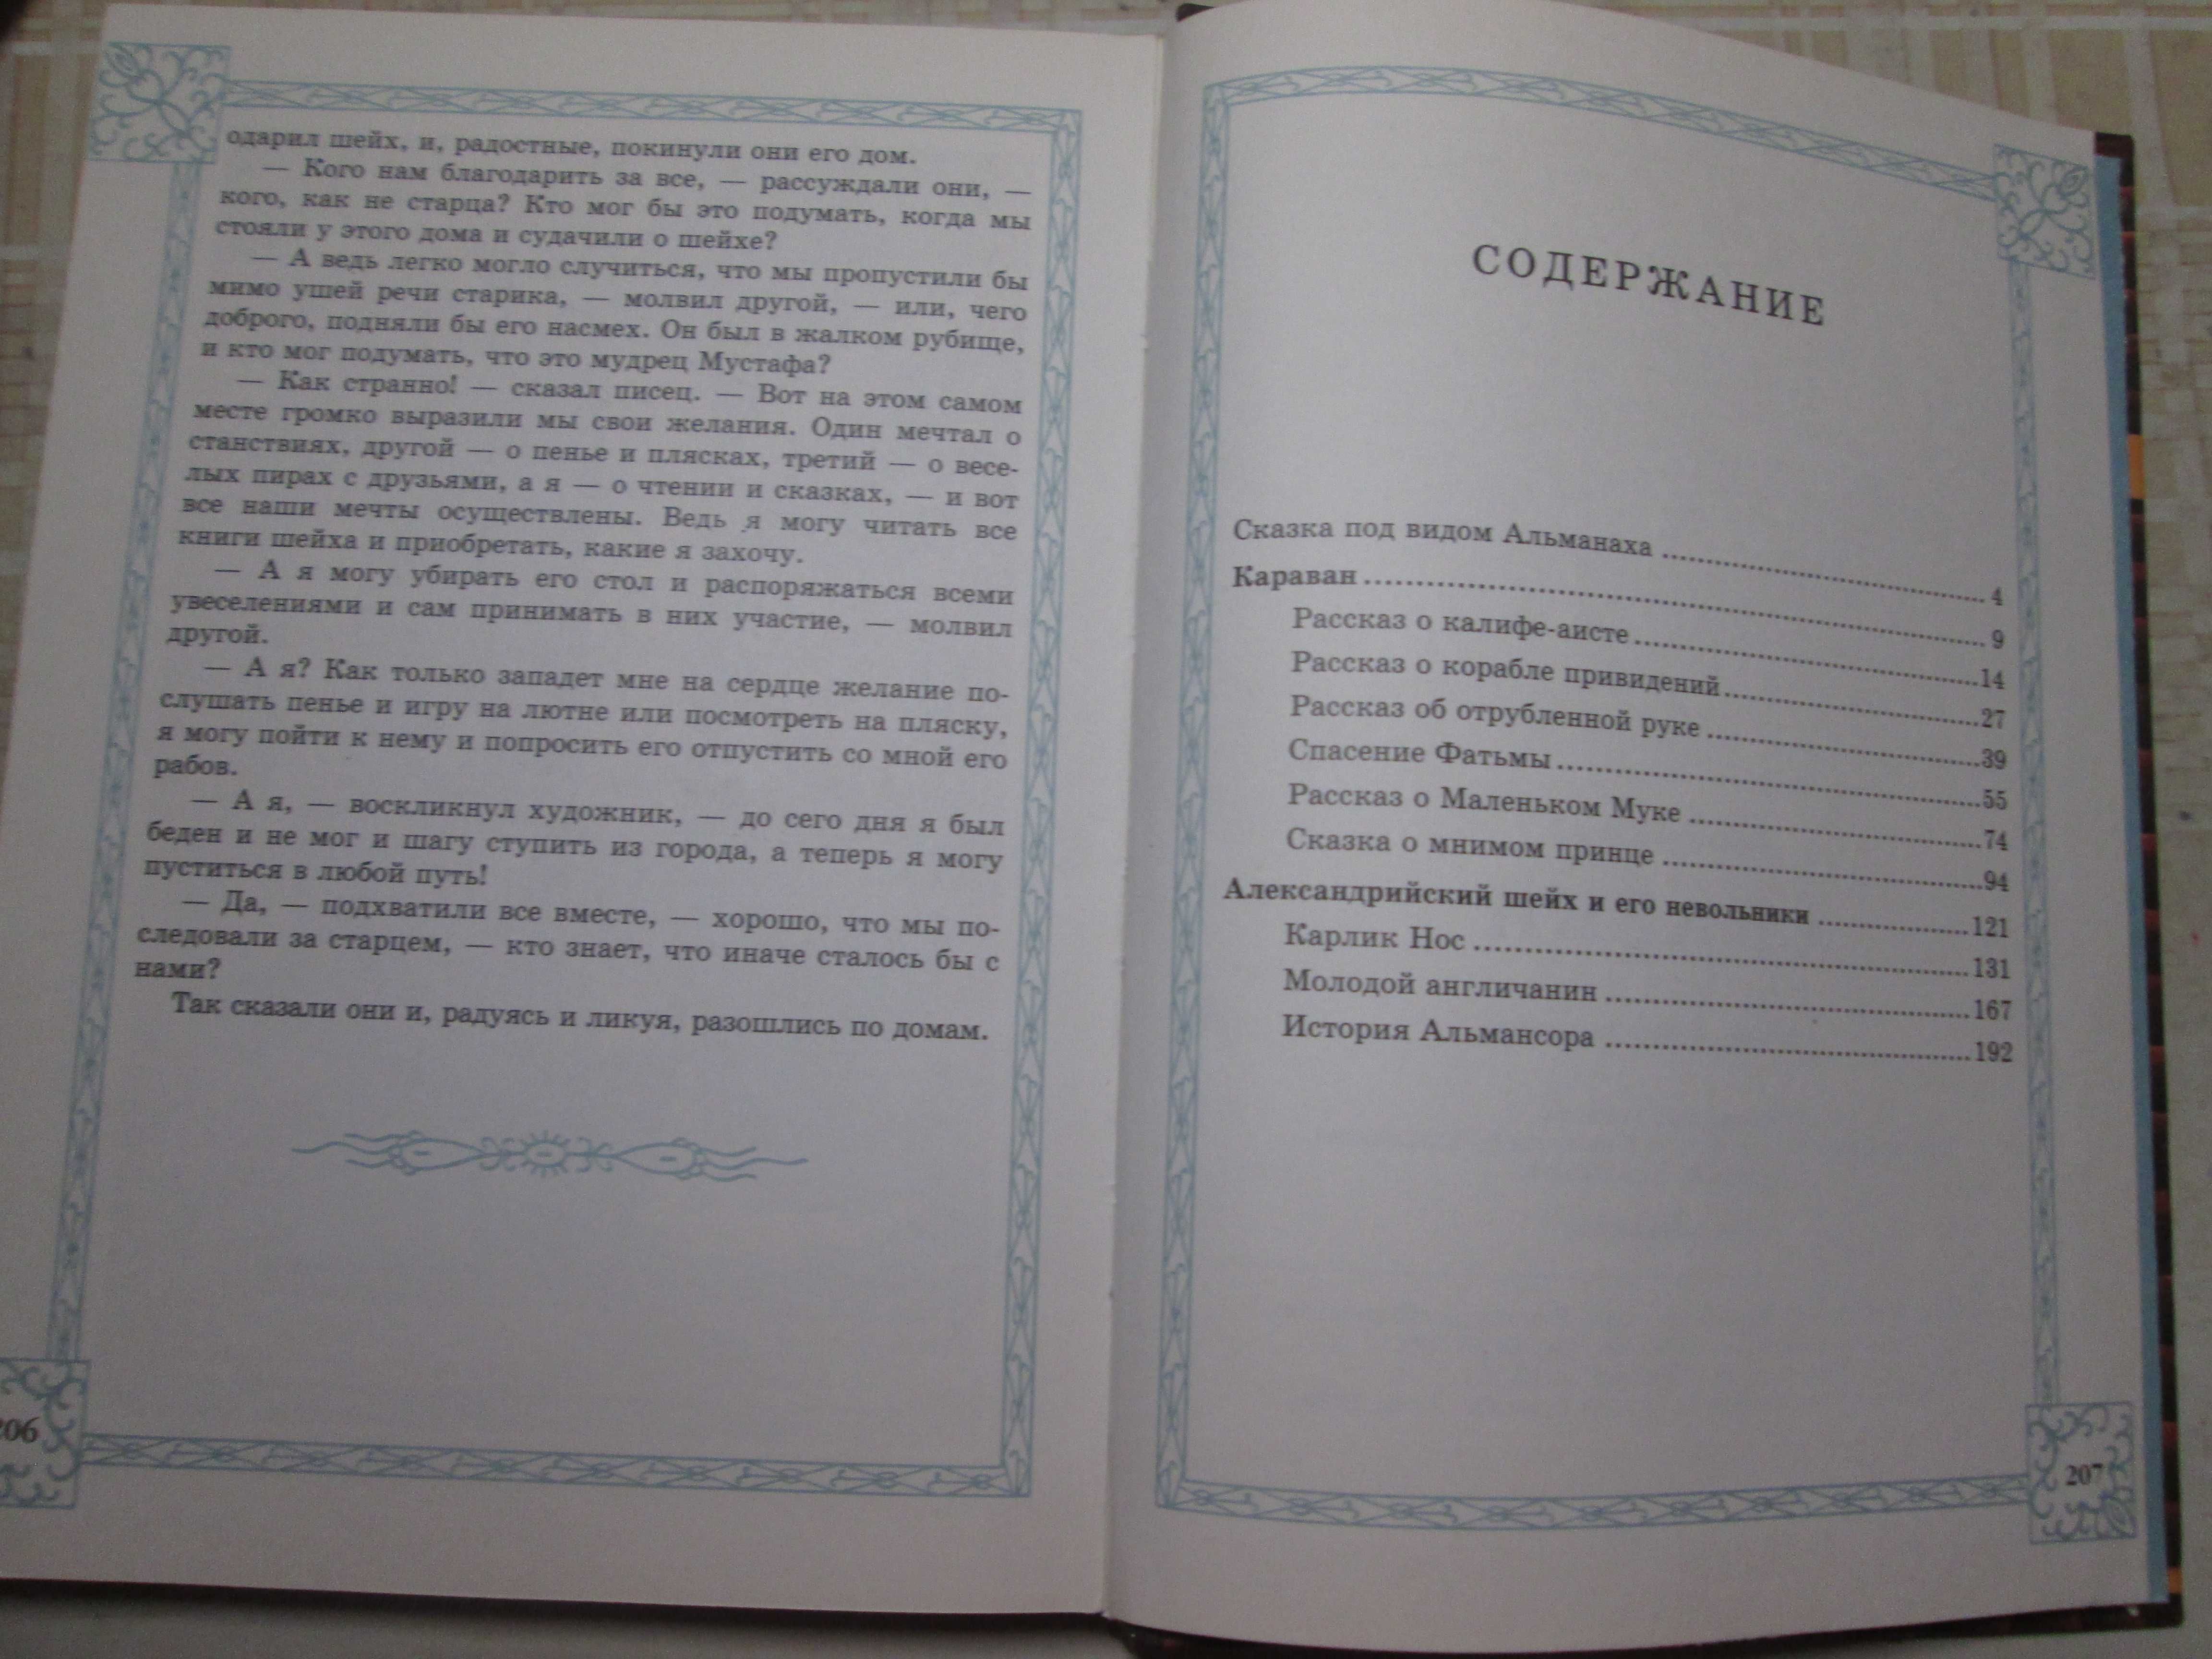 одарил шейх, и, радостные, покинули они его дом.
— Кого нам благодарить за все, — рассуждали они, —
кого, как не старца? Кто мог бы это подумать, когда мы
стояли у этого дома и судачили о шейхе?
— А ведь легко могло случиться, что мы пропустили бы
мимо ушей речи старика, — молвил другой, — или, чего
доброго, подняли бы его насмех. Он был в жалком рубище,
и кто мог подумать, что это мудрец Мустафа?
— Как странно! — сказал писец. — Вот на этом самом
месте громко выразили мы свои желания. Один мечтал о
станствиях, другой — о пенье и плясках, третий — о весе-
лых пирах с друзьями, а я — о чтении и сказках, — и вот
все наши мечты осуществлены. Ведь я могу читать все
книги шейха и приобретать, какие я захочу.
— А я могу убирать его стол и распоряжаться всеми
увеселениями и сам принимать в них участие, — молвил
другой.
— А я? Как только западет мне на сердце желание по-
слушать пенье и игру на лютне или посмотреть на пляску,
я могу пойти к нему и попросить его отпустить со мной его
рабов.
— А я, — воскликнул художник, — до сего дня я был
беден и не мог и шагу ступить из города, а теперь я могу
пуститься в любой путь!
— Да, — подхватили все вместе, — хорошо, что мы по-
следовали за старцем, — кто знает, что иначе сталось бы с
нами?
Так сказали они и, радуясь и ликуя, разошлись по домам.
206
СОДЕРЖАНИЕ
Сказка под видом Альманаха ........ 4
Караван ........ 9
Рассказ о калифе-аисте ........ 14
Рассказ о корабле привидений ........ 27
Рассказ об отрубленной руке ........ 39
Спасение Фатьмы ........ 55
Рассказ о Маленьком Муке ........ 74
Сказка о мнимом принце ........ 94
Александрийский шейх и его невольники ........ 121
Карлик Нос ........ 131
Молодой англичанин ........ 167
История Альмансора ........ 192
207